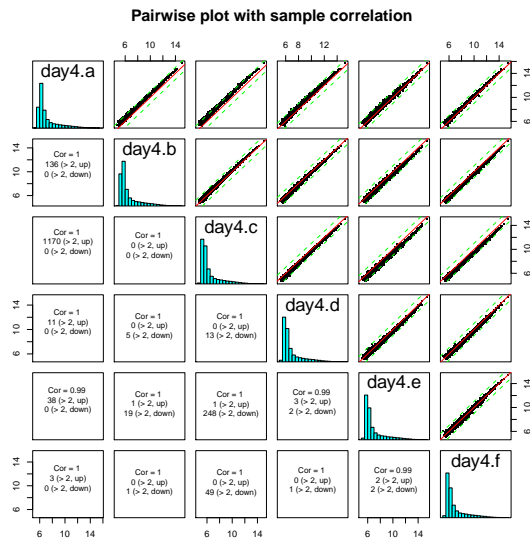 Pairwise plot with sample correlation
6 10 14
6 10 14
6 8 12
day4.a
6 10 14
6 10 14
Cor = 1
136 (> 2, up)
0 (> 2, down)
day4.b
Cor = 1
1170 (> 2, up)
0 (> 2, down)
Cor = 1
0 (> 2, up)
0 (> 2, down)
day4.c
6 10 14
6 10 14
Cor = 1
11 (> 2, up)
0 (> 2, down)
Cor = 1
0 (> 2, up)
5 (> 2, down)
Cor = 1
0 (> 2, up)
13 (> 2, down)
day4.d
Cor = 0.99
38 (> 2, up)
0 (> 2, down)
Cor = 1
1 (> 2, up)
19 (> 2, down)
Cor = 1
1 (> 2, up)
248 (> 2, down)
Cor = 0.99
3 (> 2, up)
2 (> 2, down)
day4.e
6 10 14
6 10 14
Cor = 1
3 (> 2, up)
0 (> 2, down)
Cor = 1
0 (> 2, up)
1 (> 2, down)
Cor = 1
0 (> 2, up)
49 (> 2, down)
Cor = 1
0 (> 2, up)
1 (> 2, down)
Cor = 0.99
2 (> 2, up)
2 (> 2, down)
day4.f
6 8 12 16
6 10 14
6 10 14